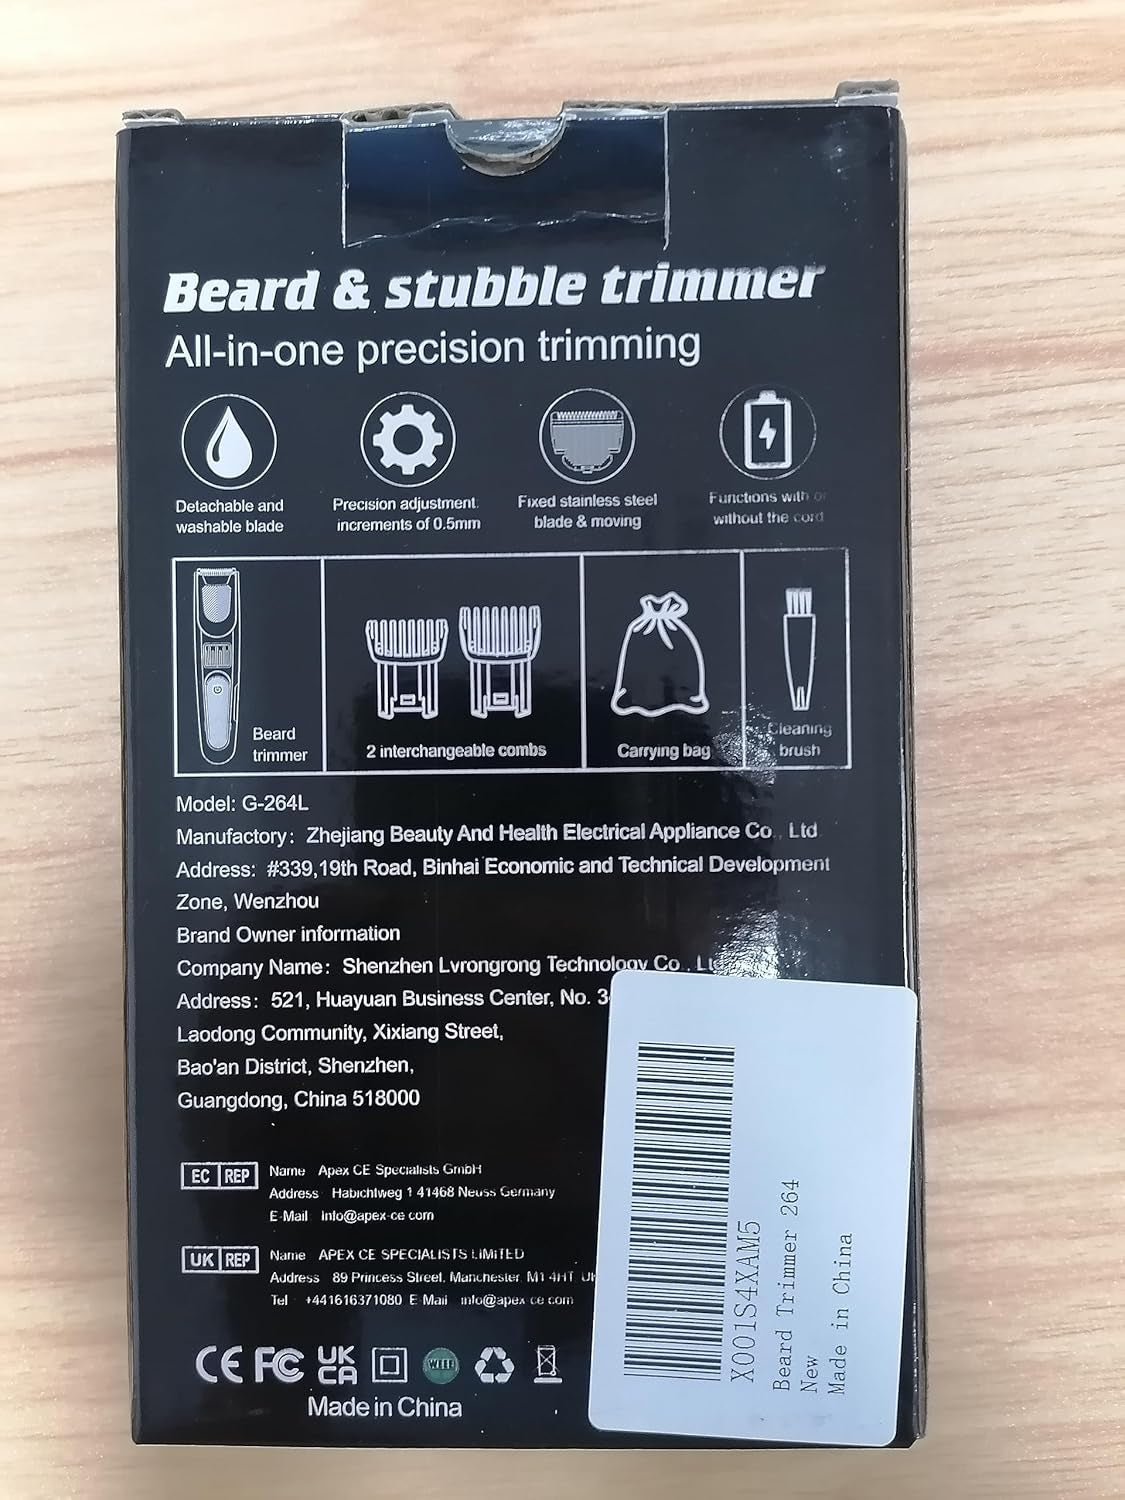 Beard & stubble trimmer
All-in-one precision trimming
Detachable and
washable blade
Precision adjustment
increments of 0.5mm
Fixed stainless steel
blade & moving
Functions with or
without the cord
Beard
trimmer
2 interchangeable combs
Carrying bag
Cleaning
brush
Model: G-264L
Manufactory: Zhejiang Beauty And Health Electrical Appliance Co., Ltd
Address: #339,19th Road, Binhai Economic and Technical Development
Zone, Wenzhou
Brand Owner information
Company Name: Shenzhen Lvrongrong Technology Co., Lt
Address: 521, Huayuan Business Center, No.
Laodong Community, Xixiang Street,
Bao'an District, Shenzhen,
Guangdong, China 518000
EC REP
Name Apex CE Specialists GmbH
Address Habichtweg 1 41468 Neuss Germany
E-Mail info@apex-ce.com
UK REP
Name APEX CE SPECIALISTS LIMITED
Address 89 Princess Street, Manchester, M1 4HT, UK
Tel +441616371080 E-Mail info@apex-ce.com
CE FC UK CA WEEE
Made in China
X001S4XAM5
Beard Trimmer 264
New
Made in China